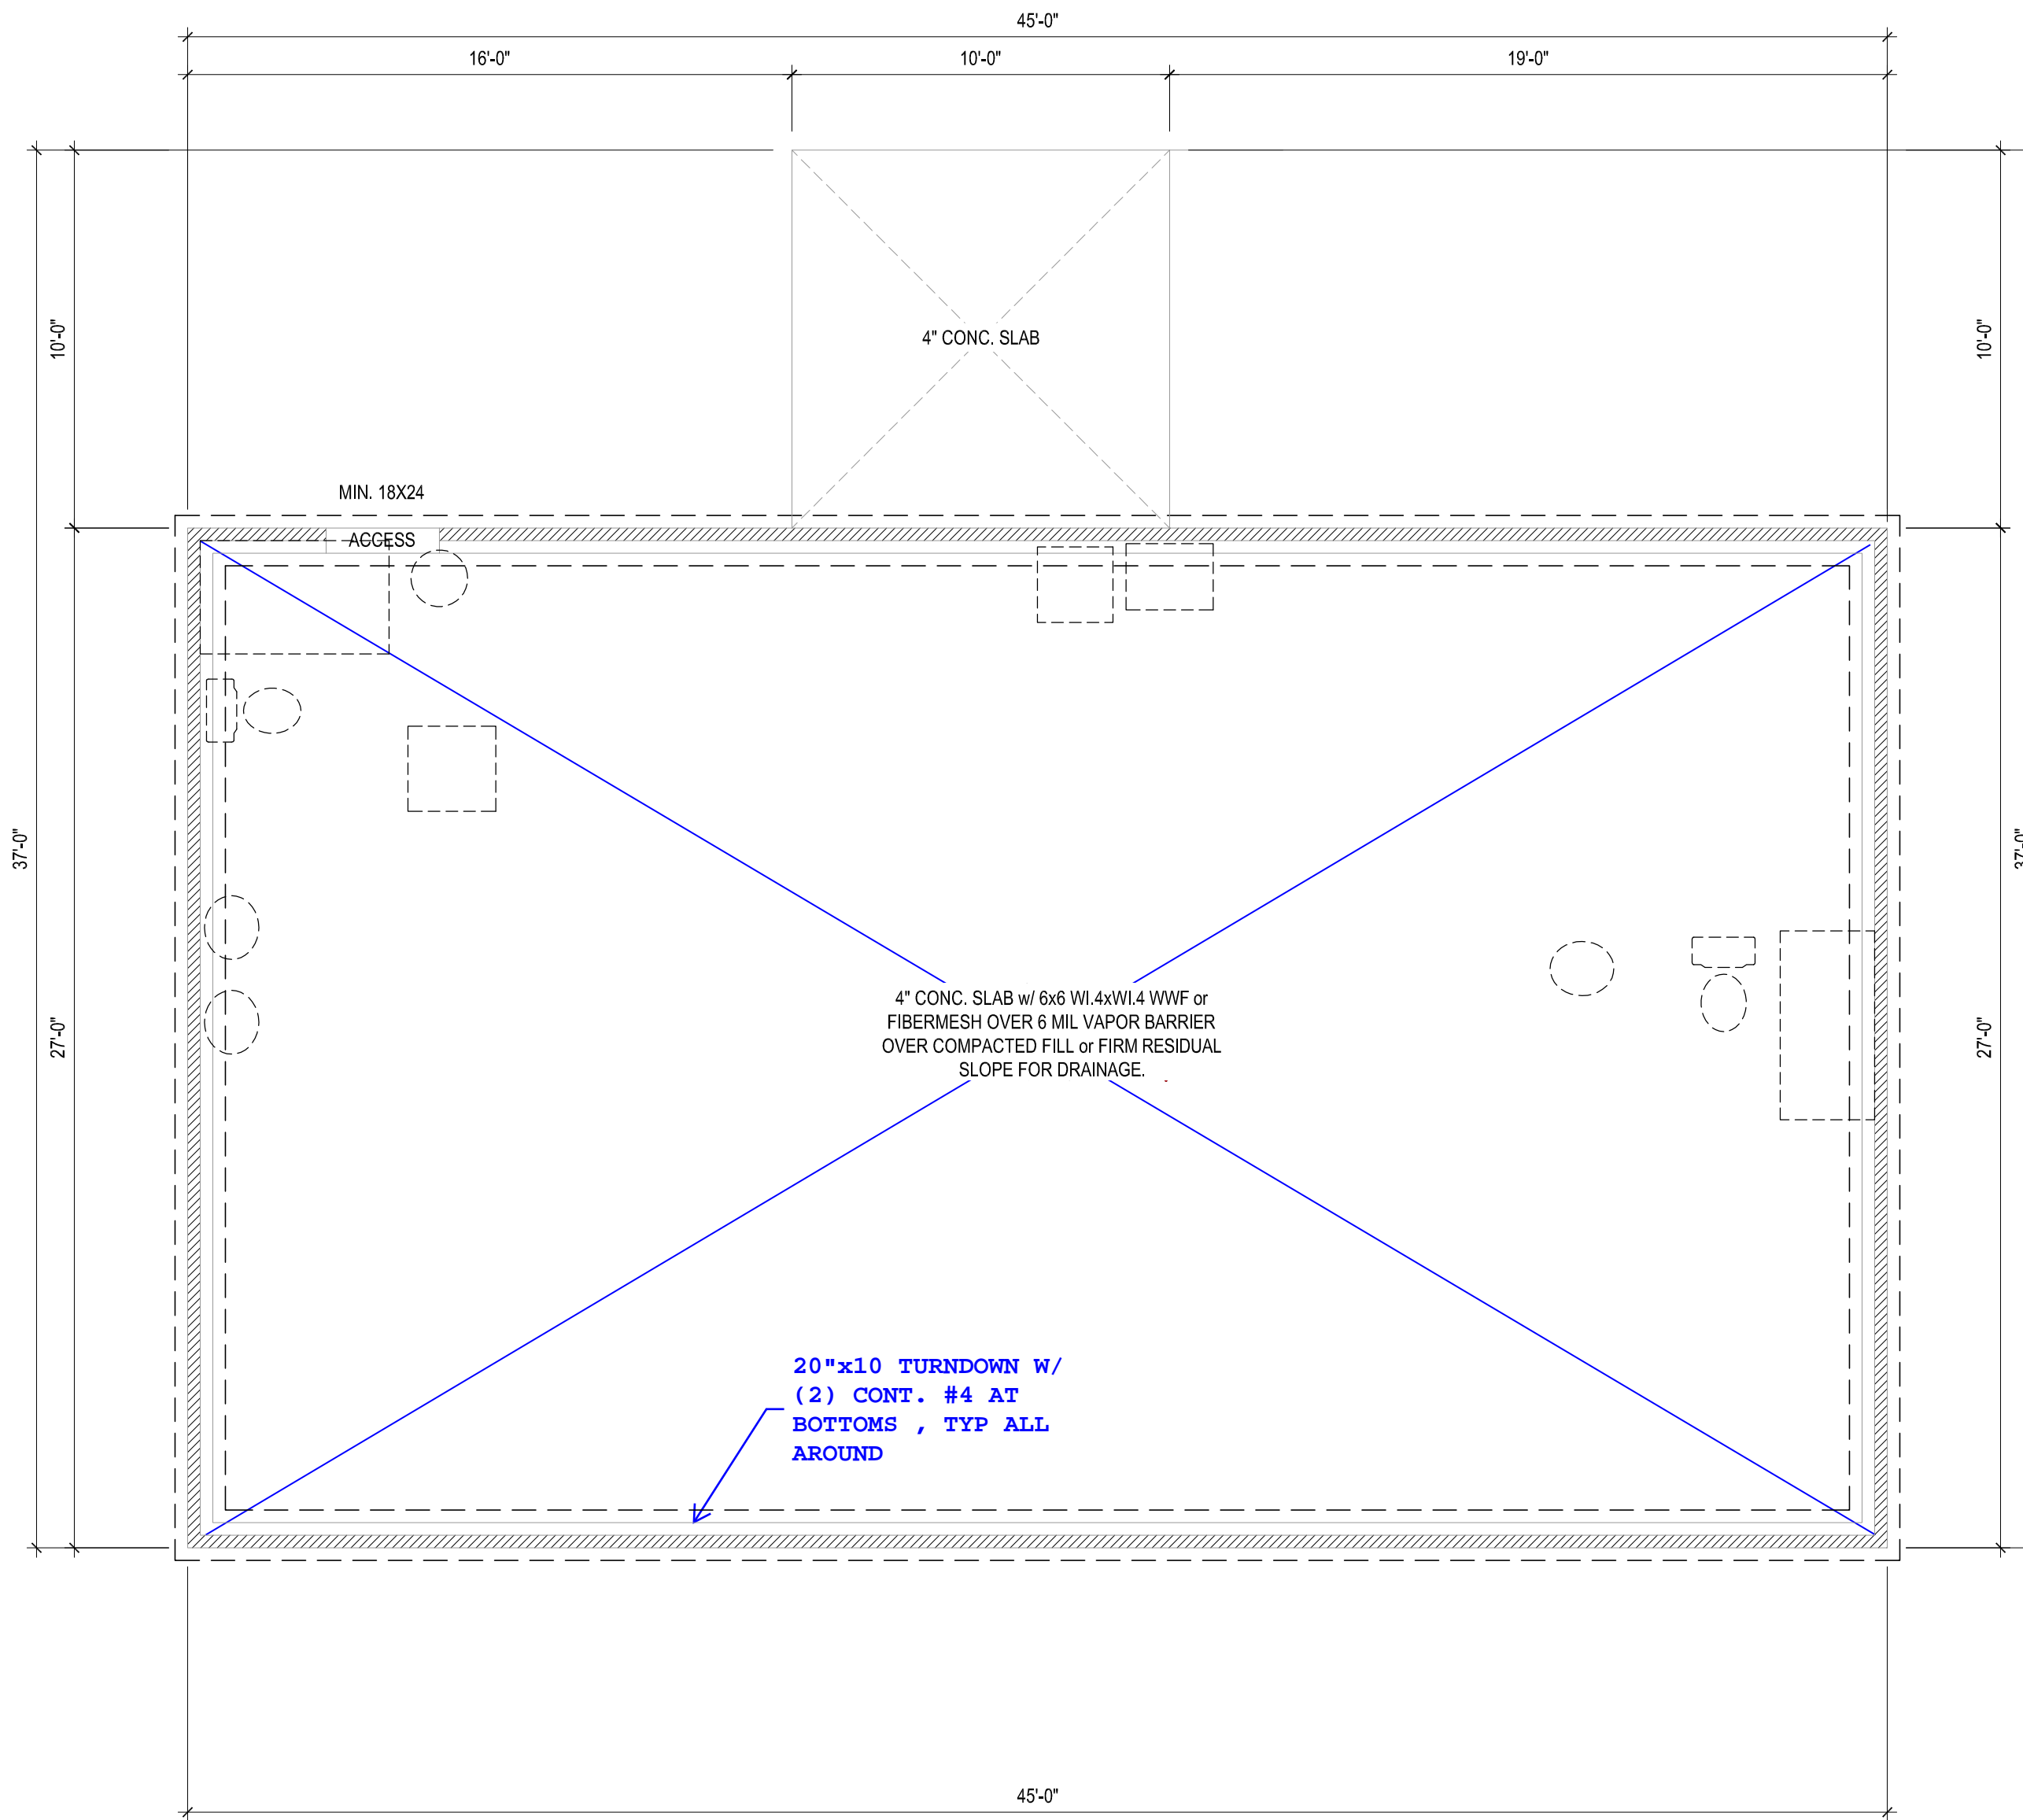 45'-0"
16'-0"
10'-0"
19'-0"
10'-0"
10'-0"
4" CONC. SLAB
MIN. 18X24
ACCESS
37'-0"
37'-0"
27'-0"
27'-0"
4" CONC. SLAB w/ 6x6 WI.4xWI.4 WWF or
FIBERMESH OVER 6 MIL VAPOR BARRIER
OVER COMPACTED FILL or FIRM RESIDUAL
SLOPE FOR DRAINAGE.
20"x10 TURNDOWN W/
(2) CONT. #4 AT
BOTTOMS , TYP ALL
AROUND
45'-0"